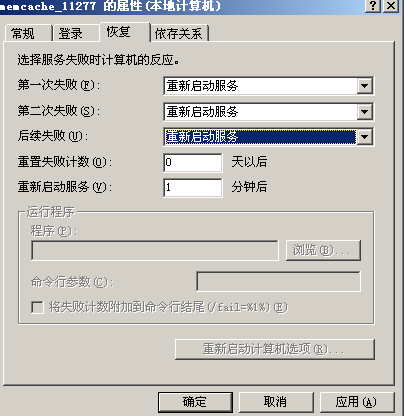 memcache_11277 的属性(本地计算机)
常规 登录 恢复 依存关系
选择服务失败时计算机的反应。
第一次失败(F): 重新启动服务
第二次失败(S): 重新启动服务
后续失败(U): 重新启动服务
重置失败计数(O): 0 天以后
重新启动服务(V): 1 分钟后
运行程序
程序(P):
浏览(B)...
命令行参数(C):
将失败计数附加到命令行结尾(/fail=%1%)(E)
重新启动计算机选项(R)...
确定 取消 应用(A)